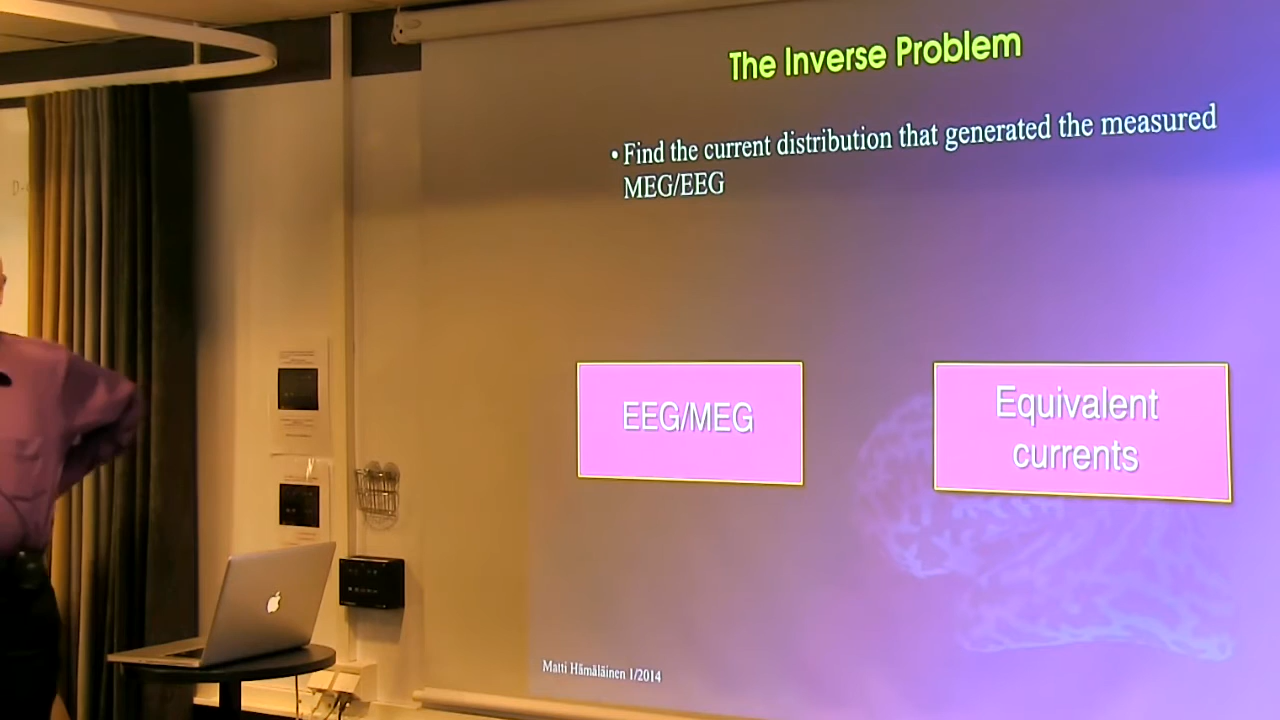 The Inverse Problem
• Find the current distribution that generated the measured
MEG/EEG
EEG/MEG
Equivalent
currents
Matti Hämäläinen 1/2014